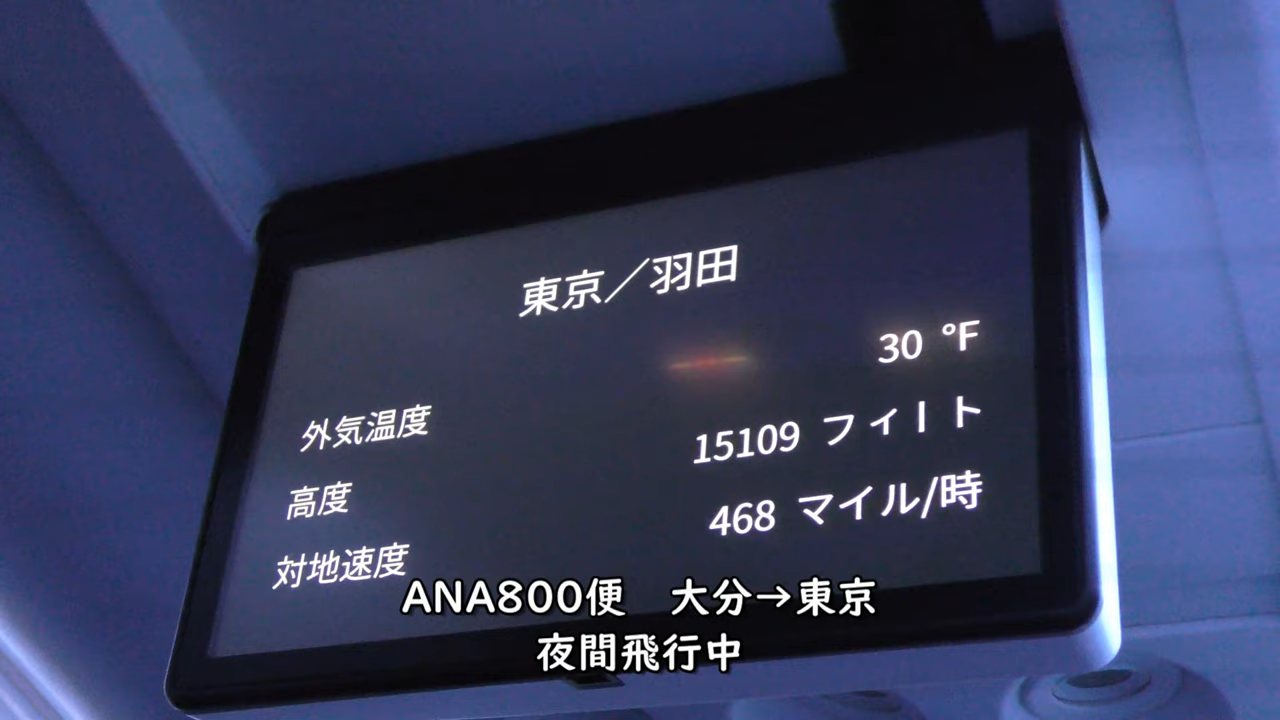 東京／羽田
外気温度 30 °F
高度 15109 フィート
対地速度 468 マイル/時
ANA800便　大分→東京
夜間飛行中